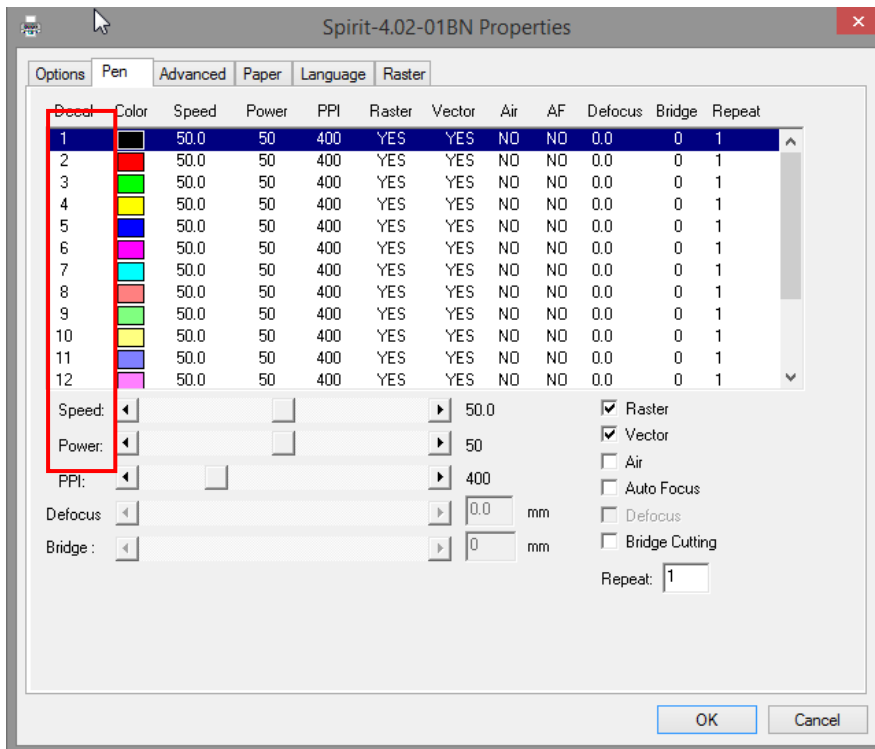 Spirit-4.02-01BN Properties
Options Pen Advanced Paper Language Raster
Decal Color Speed Power PPI Raster Vector Air AF Defocus Bridge Repeat
1 50.0 50 400 YES YES NO NO 0.0 0 1
2 50.0 50 400 YES YES NO NO 0.0 0 1
3 50.0 50 400 YES YES NO NO 0.0 0 1
4 50.0 50 400 YES YES NO NO 0.0 0 1
5 50.0 50 400 YES YES NO NO 0.0 0 1
6 50.0 50 400 YES YES NO NO 0.0 0 1
7 50.0 50 400 YES YES NO NO 0.0 0 1
8 50.0 50 400 YES YES NO NO 0.0 0 1
9 50.0 50 400 YES YES NO NO 0.0 0 1
10 50.0 50 400 YES YES NO NO 0.0 0 1
11 50.0 50 400 YES YES NO NO 0.0 0 1
12 50.0 50 400 YES YES NO NO 0.0 0 1
Speed: 50.0 Raster
Power: 50 Vector
Air
PPI: 400 Auto Focus
Defocus 0.0 mm Defocus
Bridge : 0 mm Bridge Cutting
Repeat: 1
OK Cancel